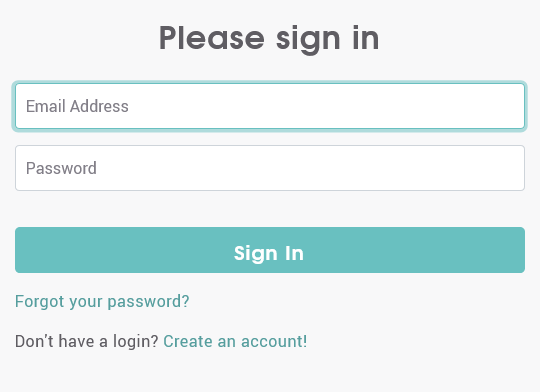 Please sign in
Email Address
Password
Sign In
Forgot your password?
Don't have a login? Create an account!